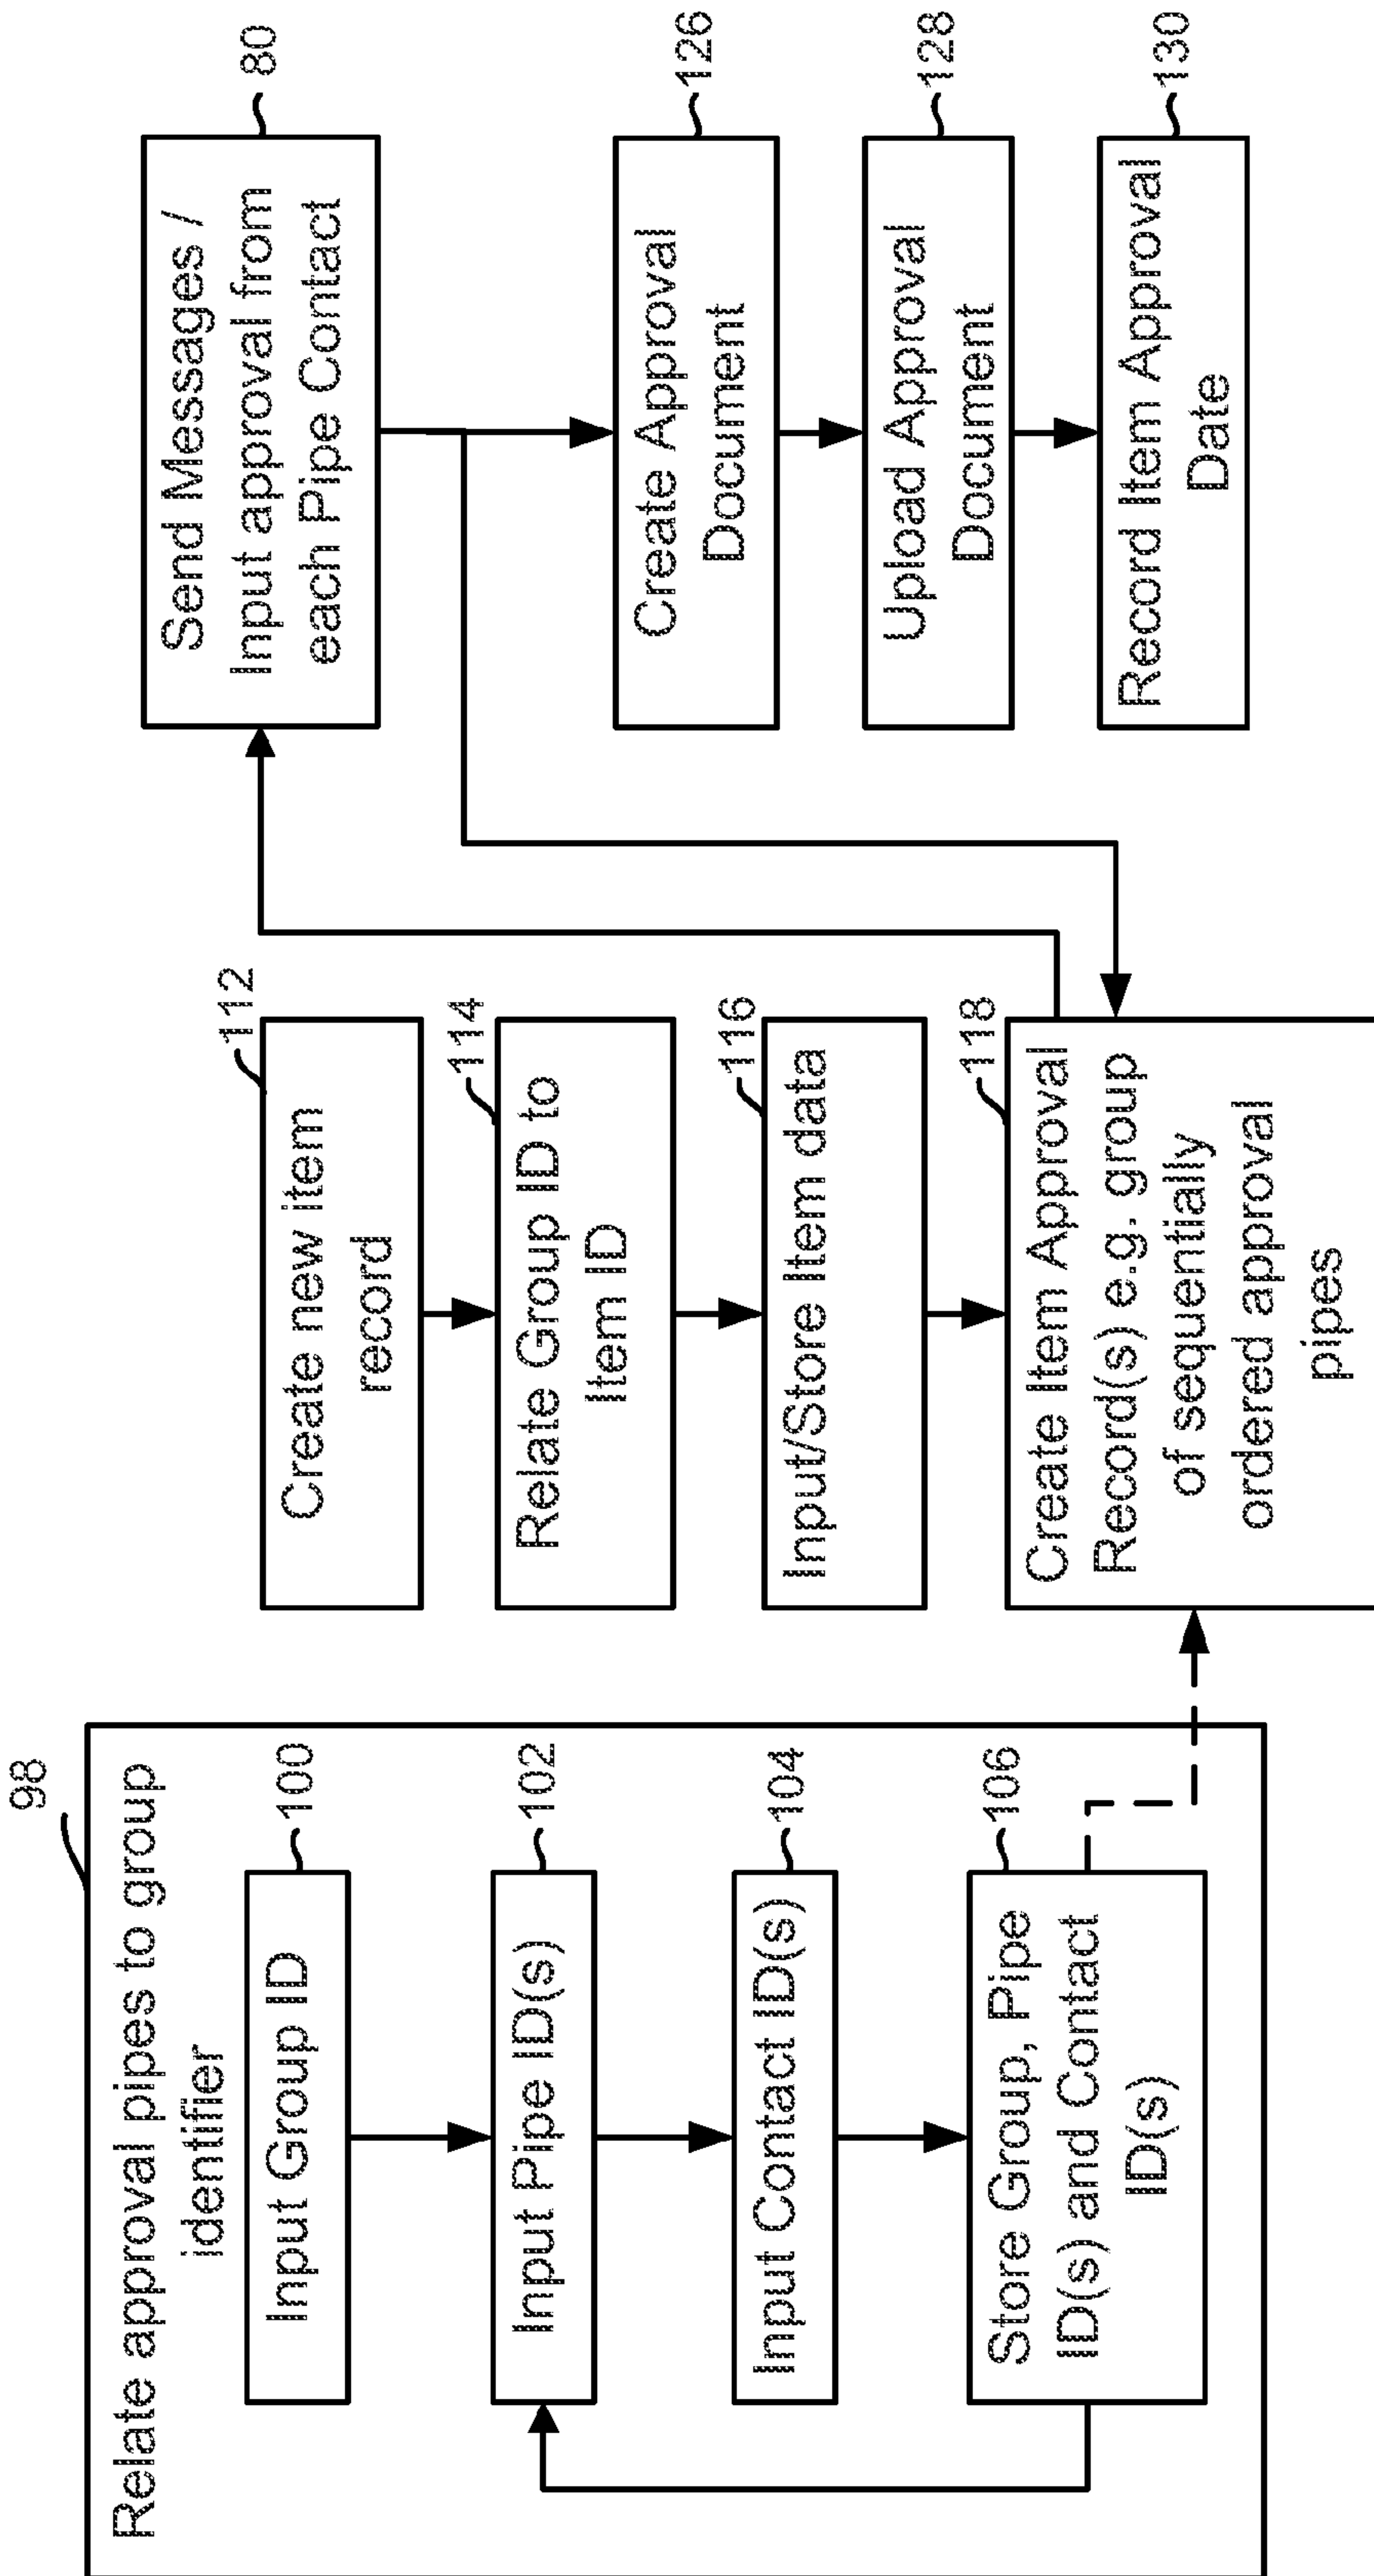 98
Relate approval pipes to group
identifier
Input Group ID
100
Input Pipe ID(s)
102
Input Contact ID(s)
104
Store Group, Pipe
ID(s) and Contact
ID(s)
106
112
Create new item
record
114
Relate Group ID to
Item ID
116
Input/Store Item data
118
Create Item Approval
Record(s) e.g. group
of sequentially
ordered approval
pipes
Send Messages /
Input approval from
each Pipe Contact
80
Create Approval
Document
126
Upload Approval
Document
128
Record Item Approval
Date
130